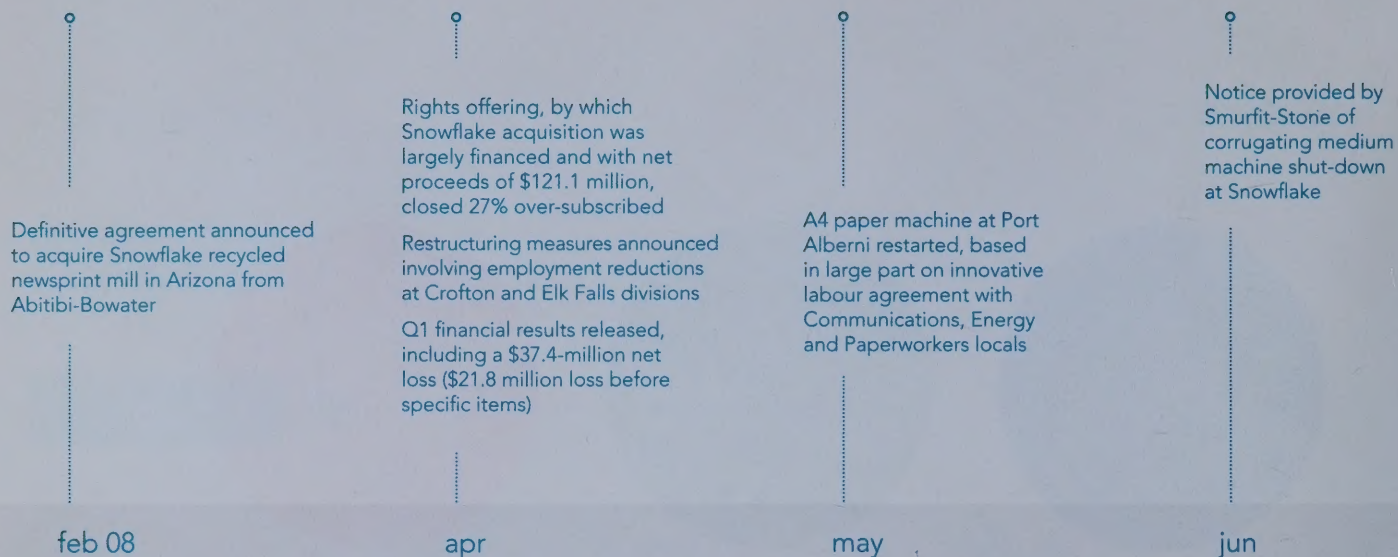 Definitive agreement announced
to acquire Snowflake recycled
newsprint mill in Arizona from
Abitibi-Bowater
feb 08
Rights offering, by which
Snowflake acquisition was
largely financed and with net
proceeds of $121.1 million,
closed 27% over-subscribed
Restructuring measures announced
involving employment reductions
at Crofton and Elk Falls divisions
Q1 financial results released,
including a $37.4-million net
loss ($21.8 million loss before
specific items)
apr
A4 paper machine at Port
Alberni restarted, based
in large part on innovative
labour agreement with
Communications, Energy
and Paperworkers locals
may
Notice provided by
Smurfit-Stone of
corrugating medium
machine shut-down
at Snowflake
jun